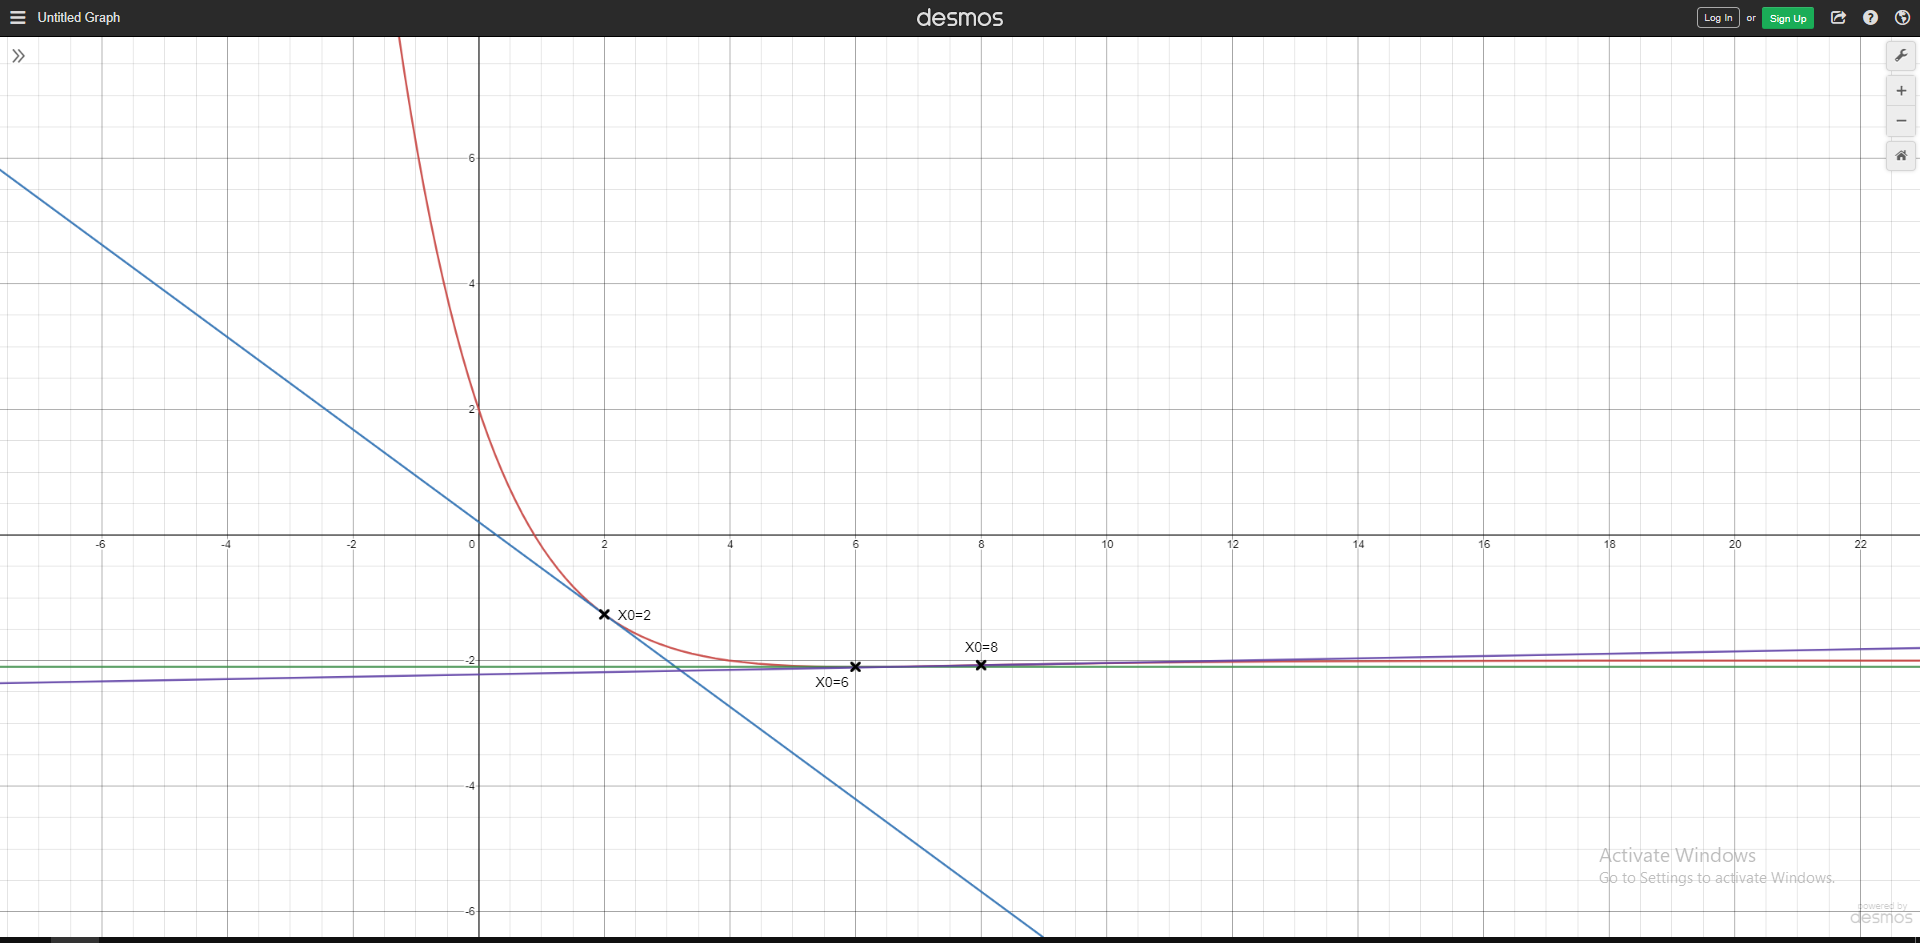 Untitled Graph
desmos
Log In or Sign Up
6
4
2
-6 -4 -2 0 2 4 6 8 10 12 14 16 18 20 22
X0=2
X0=8
-2
X0=6
-4
Activate Windows
Go to Settings to activate Windows.
powered by
-6
desmos